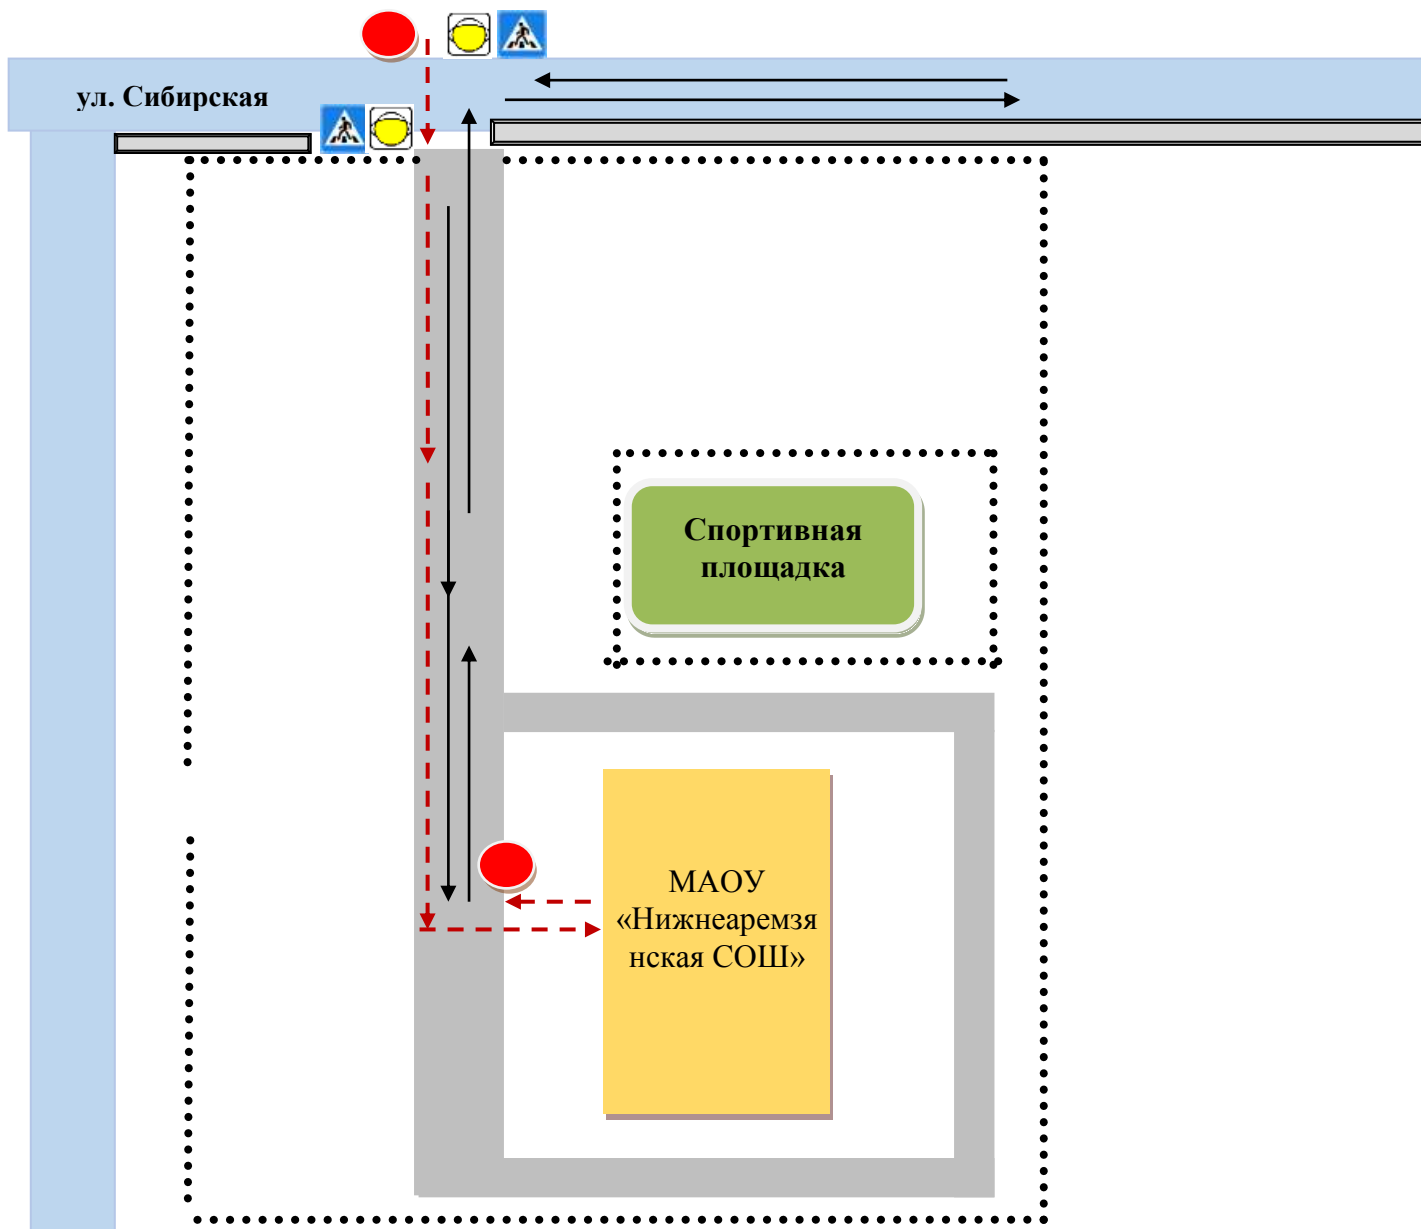 ул. Сибирская
Спортивная
площадка
МАОУ
«Нижнеаремзя
нская СОШ»